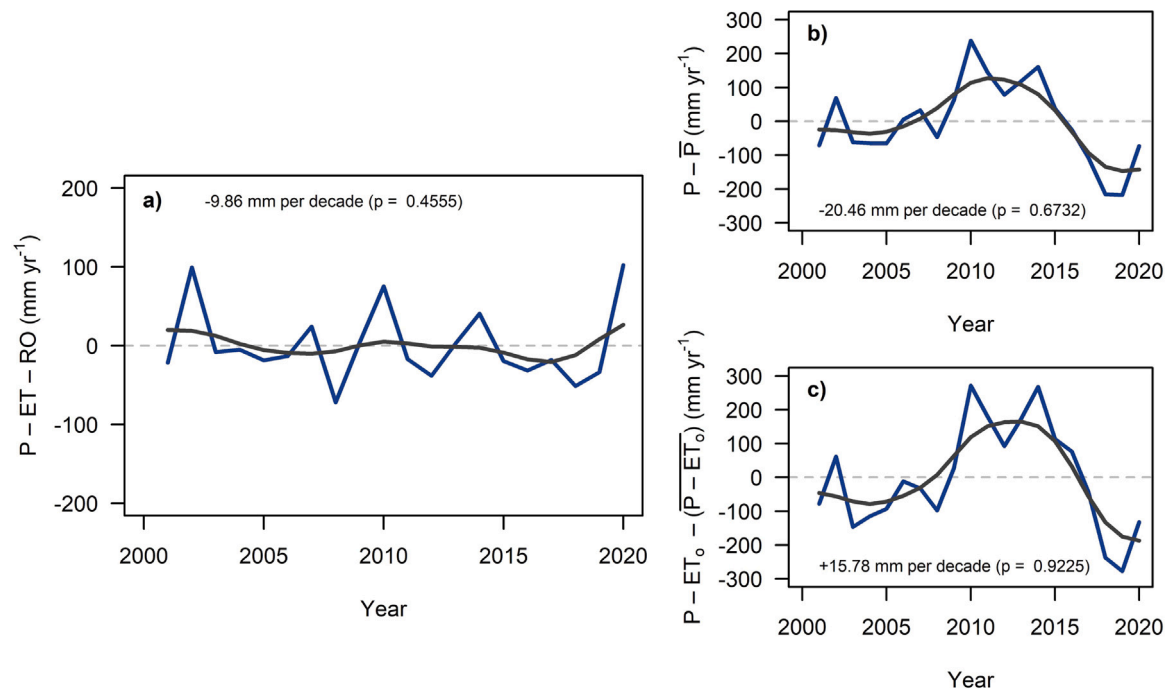 a)
-9.86 mm per decade (p = 0.4555)
P – ET – RO (mm yr⁻¹)
200
100
0
-100
-200
2000 2005 2010 2015 2020
Year
b)
P – P̅ (mm yr⁻¹)
300
200
100
0
-100
-200
-300
-20.46 mm per decade (p = 0.6732)
2000 2005 2010 2015 2020
Year
c)
P – ETₒ – (P̅ ̅–̅ ̅E̅T̅ₒ) (mm yr⁻¹)
300
200
100
0
-100
-200
-300
+15.78 mm per decade (p = 0.9225)
2000 2005 2010 2015 2020
Year